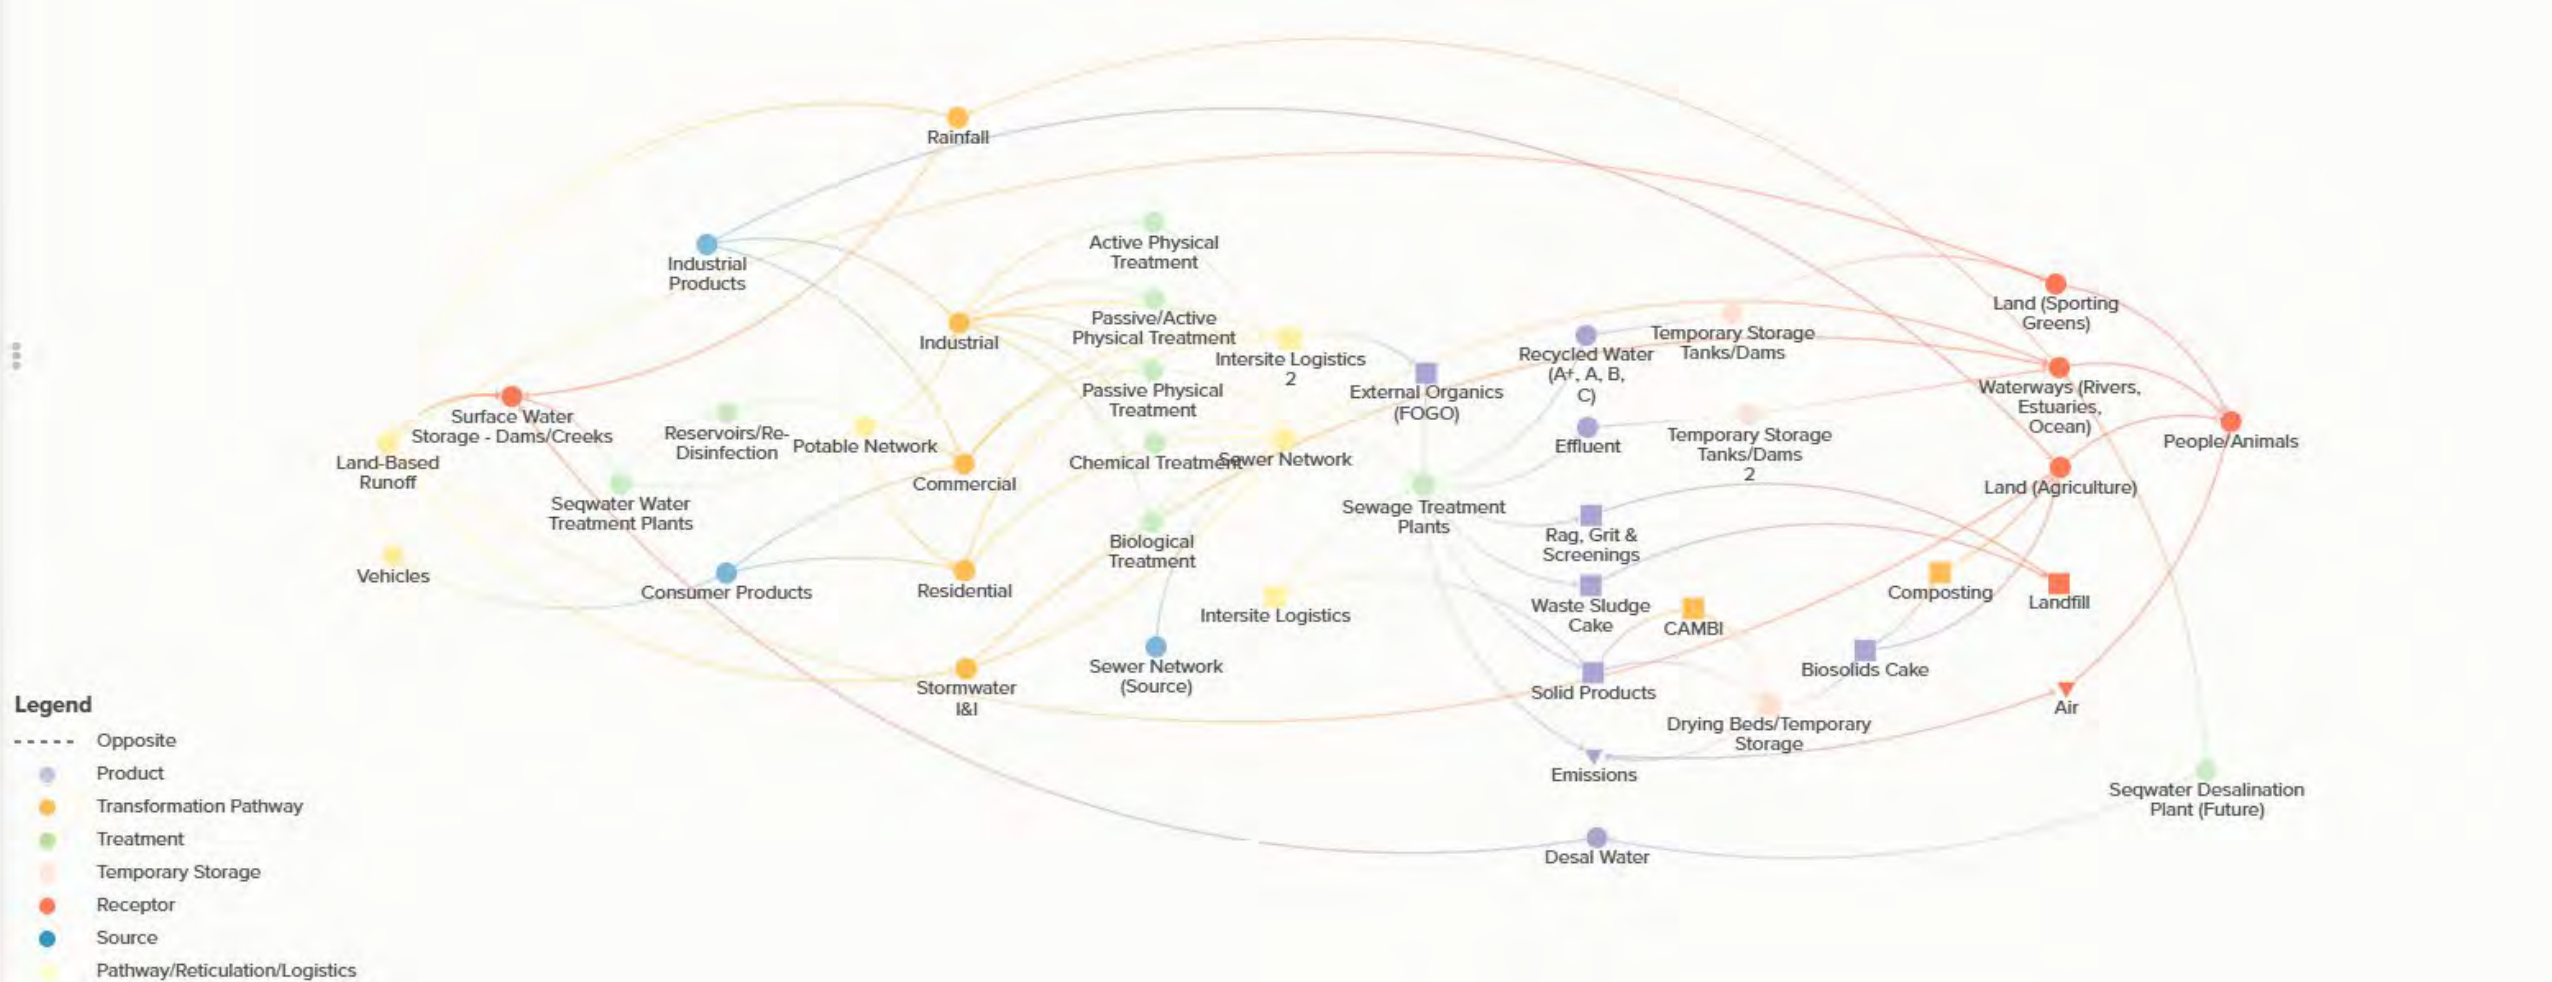 Rainfall
Industrial
Products
Active Physical
Treatment
Passive/Active
Physical Treatment
Industrial
Intersite Logistics
2
Passive Physical
Treatment
External Organics
(FOGO)
Recycled Water
(A+, A, B,
C)
Temporary Storage
Tanks/Dams
Land (Sporting
Greens)
Waterways (Rivers,
Estuaries,
Ocean)
People/Animals
Surface Water
Storage - Dams/Creeks
Land-Based
Runoff
Reservoirs/Re-
Disinfection
Potable Network
Chemical Treatment
Sewer Network
Effluent
Temporary Storage
Tanks/Dams
2
Commercial
Land (Agriculture)
Seqwater Water
Treatment Plants
Sewage Treatment
Plants
Biological
Treatment
Rag, Grit &
Screenings
Vehicles
Consumer Products
Residential
Intersite Logistics
Waste Sludge
Cake
CAMBI
Composting
Landfill
Sewer Network
(Source)
Stormwater
I&I
Solid Products
Biosolids Cake
Drying Beds/Temporary
Storage
Air
Emissions
Seqwater Desalination
Plant (Future)
Desal Water
Legend
Opposite
Product
Transformation Pathway
Treatment
Temporary Storage
Receptor
Source
Pathway/Reticulation/Logistics